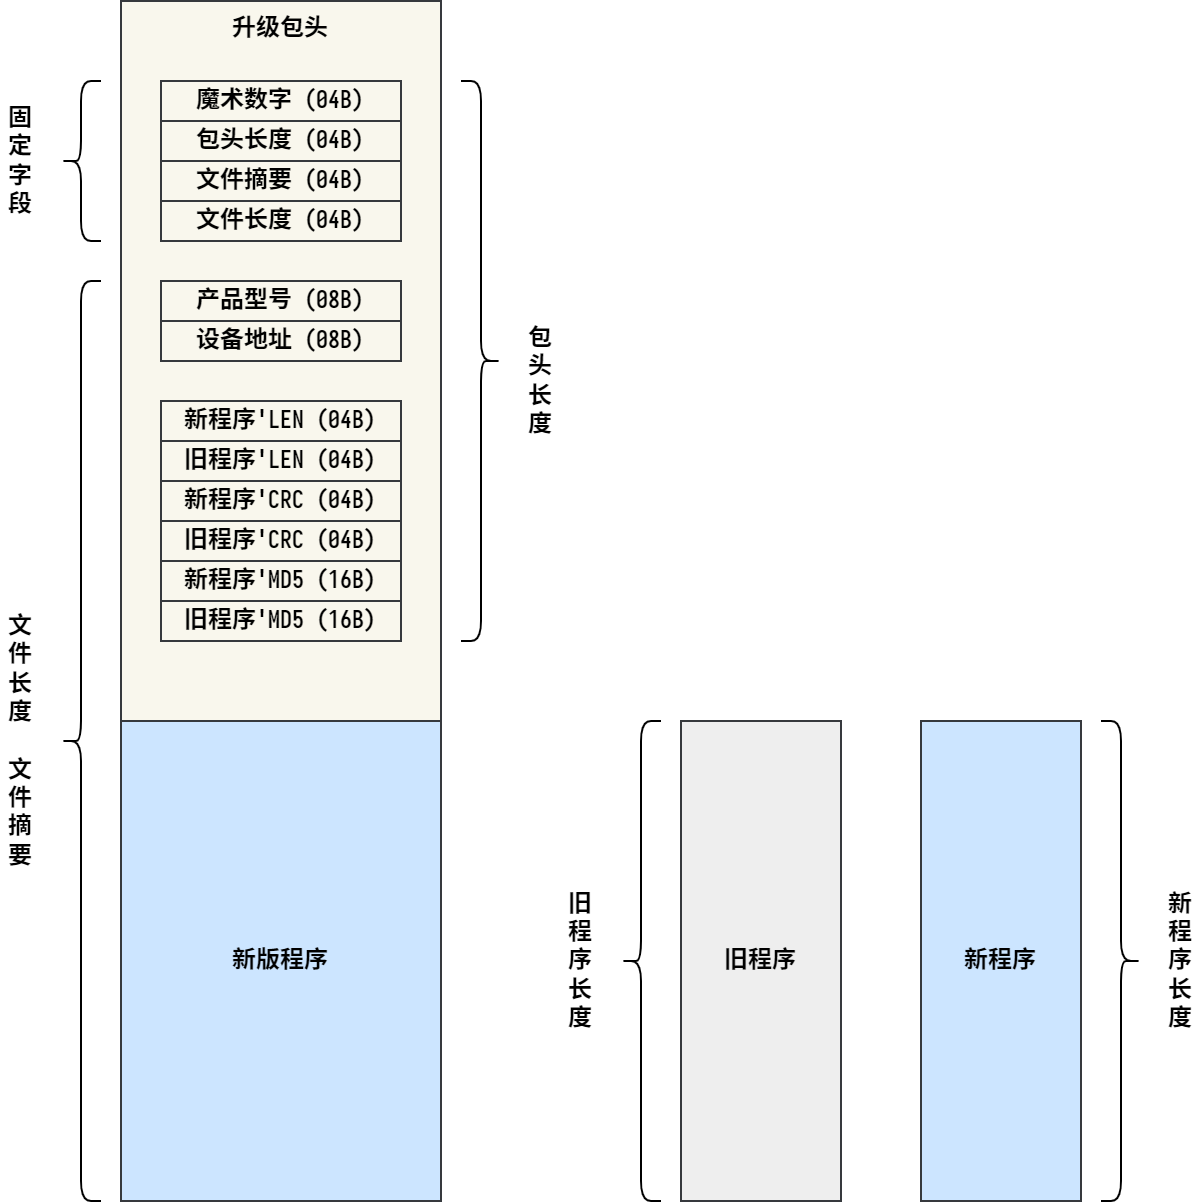 升级包头
固定字段
魔术数字 (04B)
包头长度 (04B)
文件摘要 (04B)
文件长度 (04B)
产品型号 (08B)
设备地址 (08B)
包头长度
新程序'LEN (04B)
旧程序'LEN (04B)
新程序'CRC (04B)
旧程序'CRC (04B)
新程序'MD5 (16B)
旧程序'MD5 (16B)
文件长度
文件摘要
新版程序
旧程序长度
旧程序
新程序
新程序长度